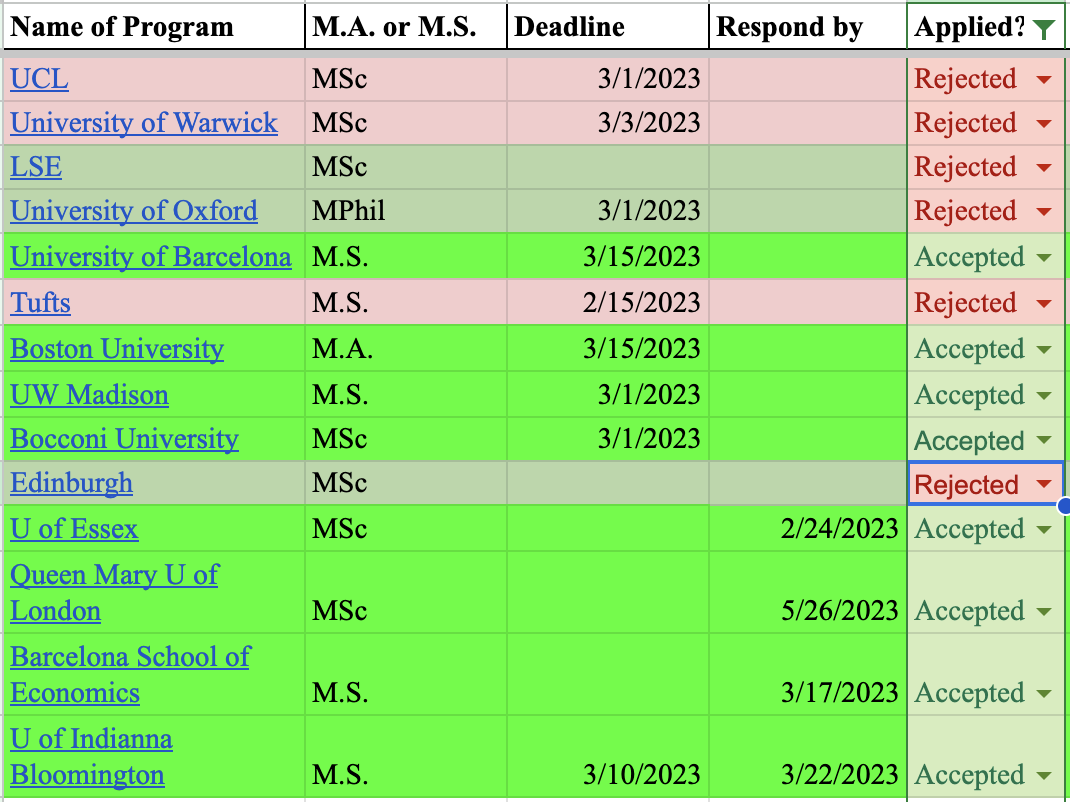 Name of Program M.A. or M.S. Deadline Respond by Applied?
UCL MSc 3/1/2023 Rejected
University of Warwick MSc 3/3/2023 Rejected
LSE MSc Rejected
University of Oxford MPhil 3/1/2023 Rejected
University of Barcelona M.S. 3/15/2023 Accepted
Tufts M.S. 2/15/2023 Rejected
Boston University M.A. 3/15/2023 Accepted
UW Madison M.S. 3/1/2023 Accepted
Bocconi University MSc 3/1/2023 Accepted
Edinburgh MSc Rejected
U of Essex MSc 2/24/2023 Accepted
Queen Mary U of
London MSc 5/26/2023 Accepted
Barcelona School of
Economics M.S. 3/17/2023 Accepted
U of Indianna
Bloomington M.S. 3/10/2023 3/22/2023 Accepted